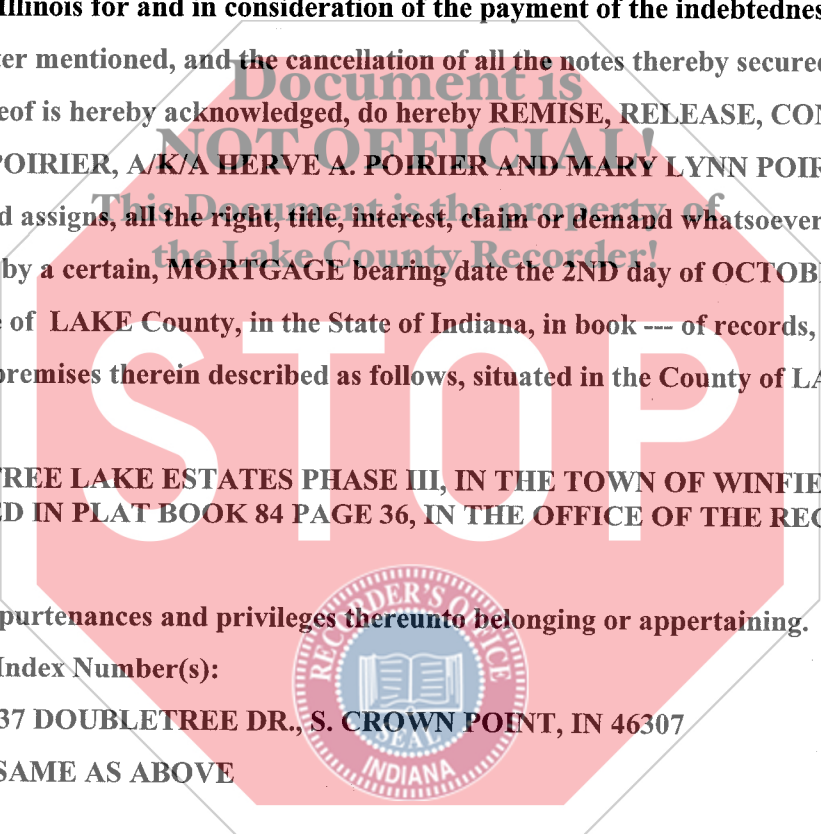 Illinois for and in consideration of the payment of the indebtednes
er mentioned, and the cancellation of all the notes thereby secure
Document is
eof is hereby acknowledged, do hereby REMISE, RELEASE, CON
NOT OFFICIAL!
POIRIER, A/K/A HERVE A. POIRIER AND MARY LYNN POIR
This Document is the property of
d assigns, all the right, title, interest, claim or demand whatsoever
the Lake County Recorder!
by a certain, MORTGAGE bearing date the 2ND day of OCTOB
of LAKE County, in the State of Indiana, in book --- of records,
premises therein described as follows, situated in the County of LA
STOP
REE LAKE ESTATES PHASE III, IN THE TOWN OF WINFIE
ED IN PLAT BOOK 84 PAGE 36, IN THE OFFICE OF THE REC
RECORDER'S OFFICE
purtenances and privileges thereunto belonging or appertaining.
Index Number(s):
37 DOUBLETREE DR., S. CROWN POINT, IN 46307
SEAL
INDIANA
SAME AS ABOVE